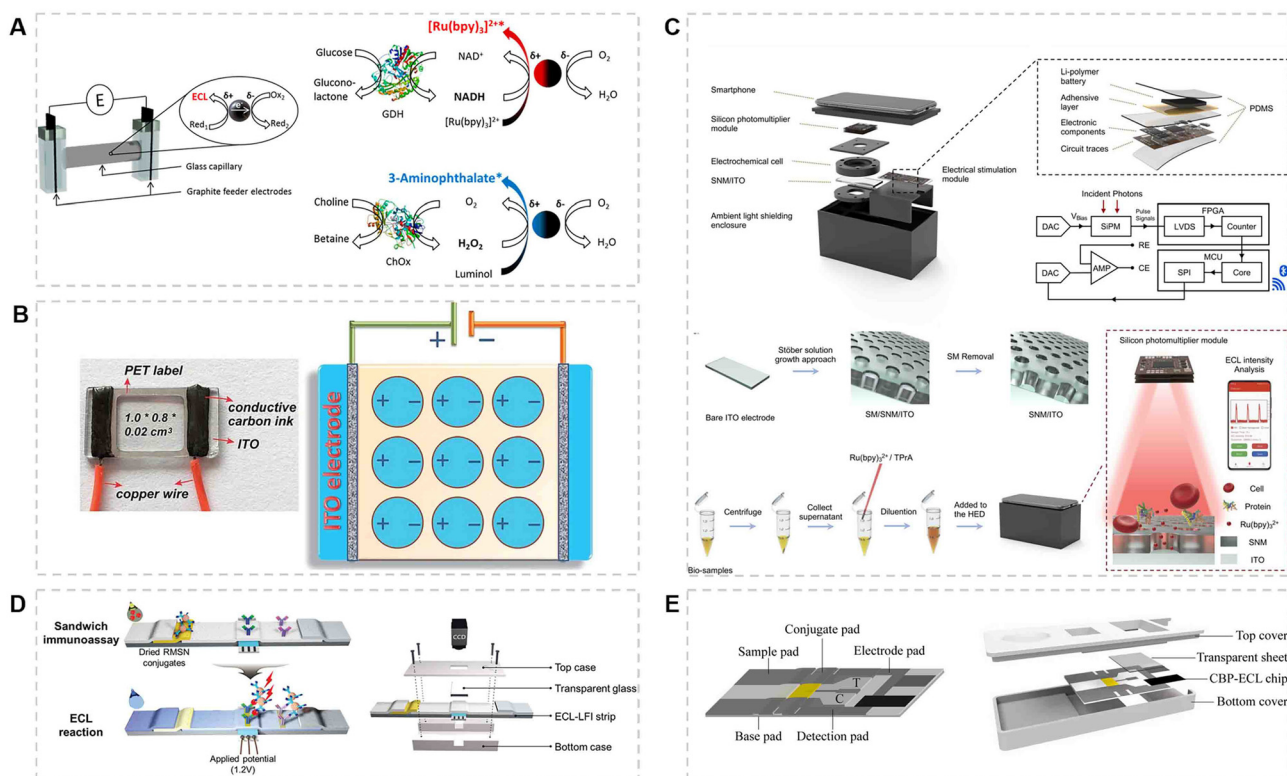 A
E
ECL
δ+
δ-
e⁻
Ox₂
Red₁
Red₂
Glass capillary
Graphite feeder electrodes
[Ru(bpy)₃]²⁺*
Glucose
NAD⁺
δ+
δ-
O₂
Glucono-
lactone
GDH
NADH
H₂O
[Ru(bpy)₃]²⁺
3-Aminophthalate*
Choline
O₂
δ+
δ-
O₂
Betaine
ChOx
H₂O₂
H₂O
Luminol
B
PET label
1.0 * 0.8 *
0.02 cm³
conductive
carbon ink
ITO
copper wire
+ −
ITO electrode
+ − + − + −
+ − + − + −
+ − + − + −
C
Smartphone
Silicon photomultiplier
module
Electrochemical cell
SNM/ITO
Ambient light shielding
enclosure
Electrical stimulation
module
Li-polymer
battery
Adhensive
layer
Electronic
components
Circuit traces
PDMS
Incident Photons
DAC
V_Bias
SiPM
Pulse
Signals
FPGA
LVDS
Counter
RE
DAC
AMP
CE
MCU
SPI
Core
Bare ITO electrode
Stöber solution
growth approach
SM/SNM/ITO
SM Removal
SNM/ITO
Bio-samples
Centrifuge
Collect
supernatant
Ru(bpy)₃²⁺ / TPrA
Diluention
Added to
the HED
Silicon photomultiplier module
ECL intensity
Analysis
Cell
Protein
Ru(bpy)₃²⁺
SNM
ITO
D
Sandwich
immunoassay
Dried RMSN
conjugates
ECL
reaction
Applied potential
(1.2V)
CCD
Top case
Transparent glass
ECL-LFI strip
Bottom case
E
Conjugate pad
Sample pad
Electrode pad
T
C
Base pad
Detection pad
Top cover
Transparent sheet
CBP-ECL chip
Bottom cover